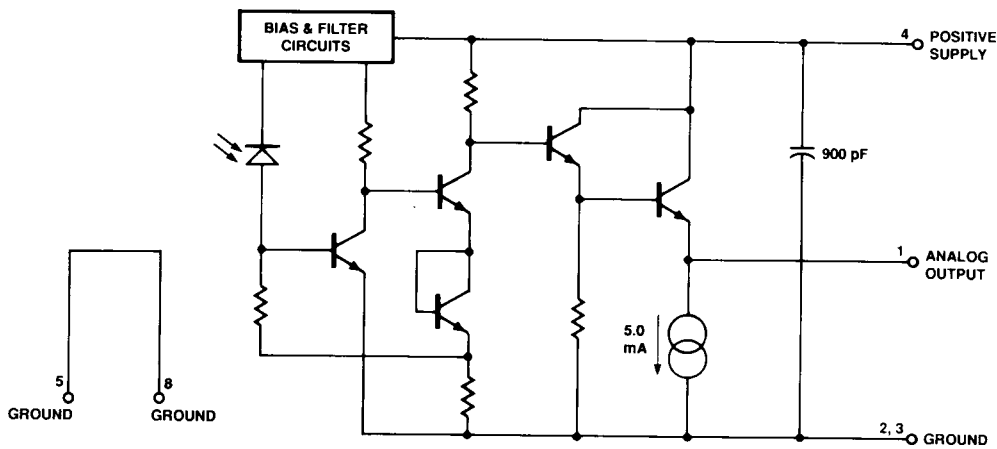 BIAS & FILTER
CIRCUITS
4
POSITIVE
SUPPLY
900 pF
1
ANALOG
OUTPUT
5.0
mA
5
GROUND
8
GROUND
2, 3
GROUND